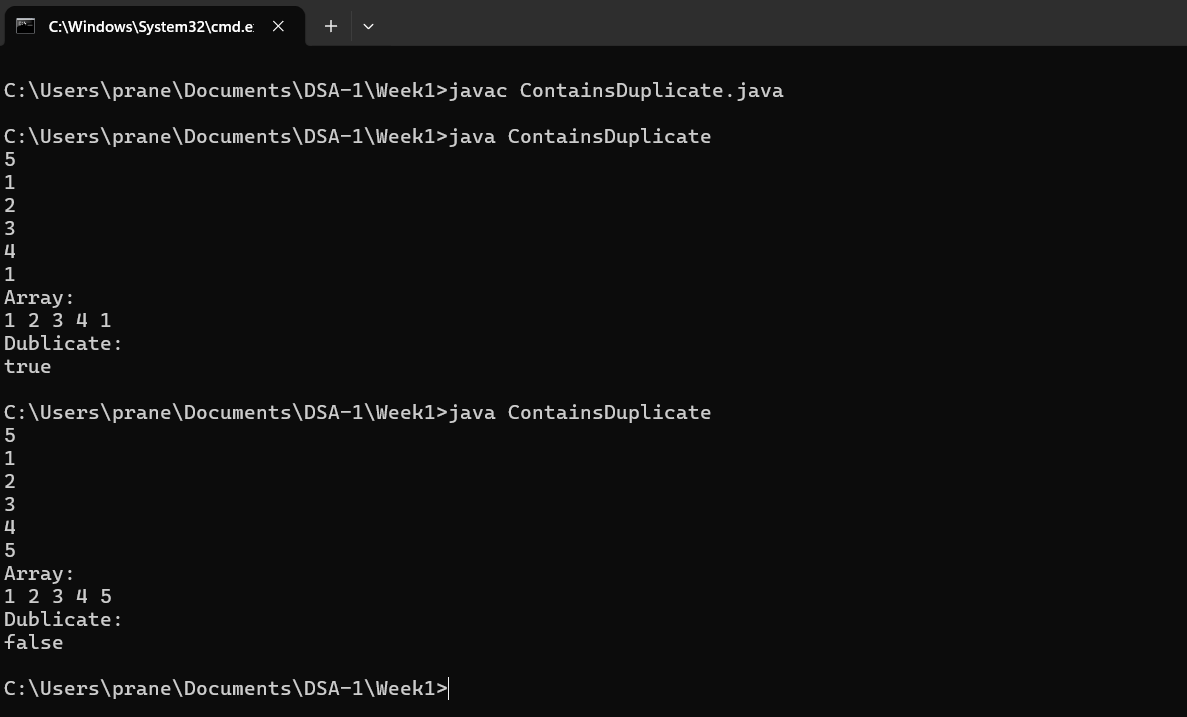 C:\Windows\System32\cmd.e
C:\Users\prane\Documents\DSA-1\Week1>javac ContainsDuplicate.java
C:\Users\prane\Documents\DSA-1\Week1>java ContainsDuplicate
5
1
2
3
4
1
Array:
1 2 3 4 1
Dublicate:
true
C:\Users\prane\Documents\DSA-1\Week1>java ContainsDuplicate
5
1
2
3
4
5
Array:
1 2 3 4 5
Dublicate:
false
C:\Users\prane\Documents\DSA-1\Week1>